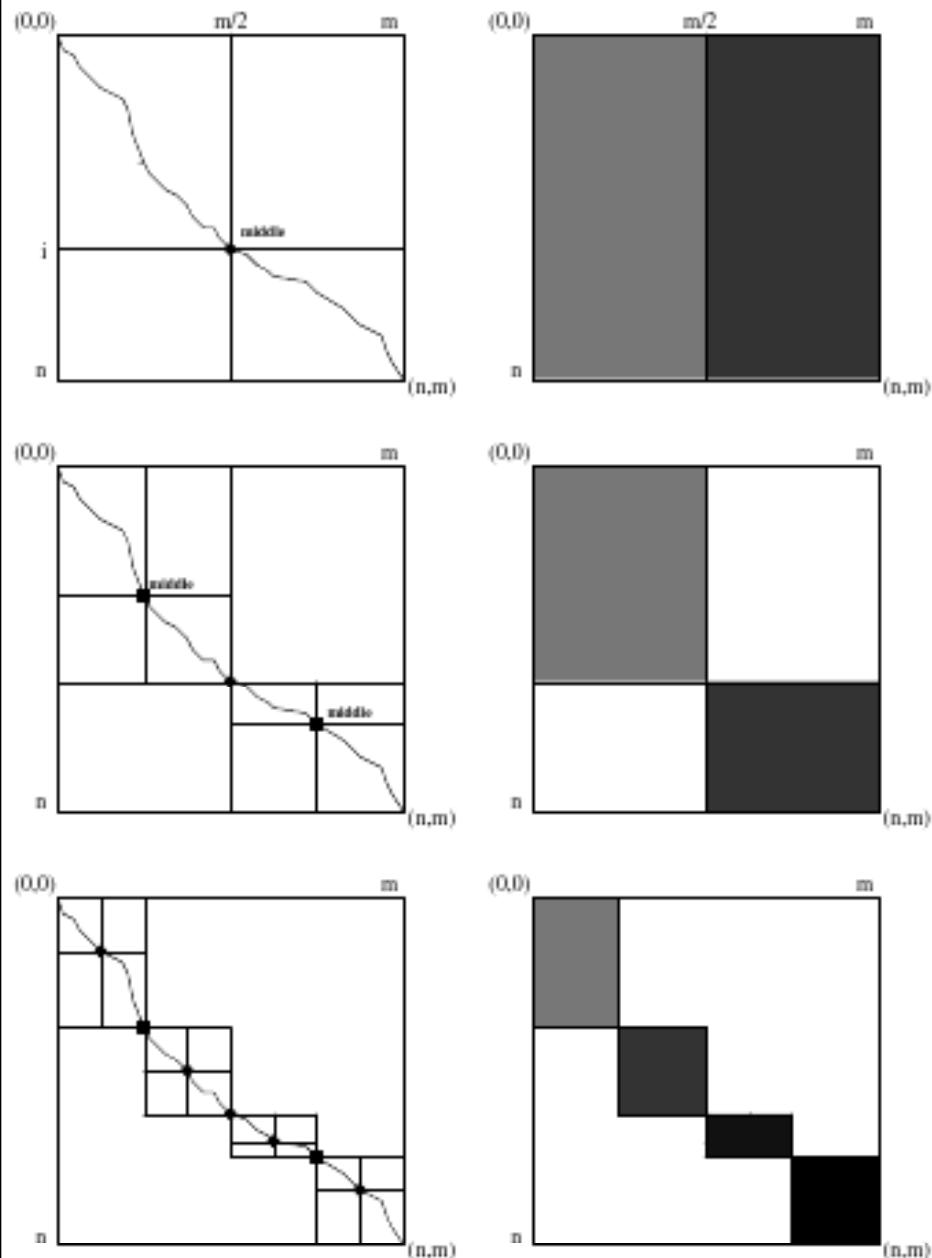 (0,0) m/2 m (0,0) m/2 m
middle
i
n n
(n,m) (n,m)
(0,0) m (0,0) m
middle
middle
n n
(n,m) (n,m)
(0,0) m (0,0) m
n n
(n,m) (n,m)